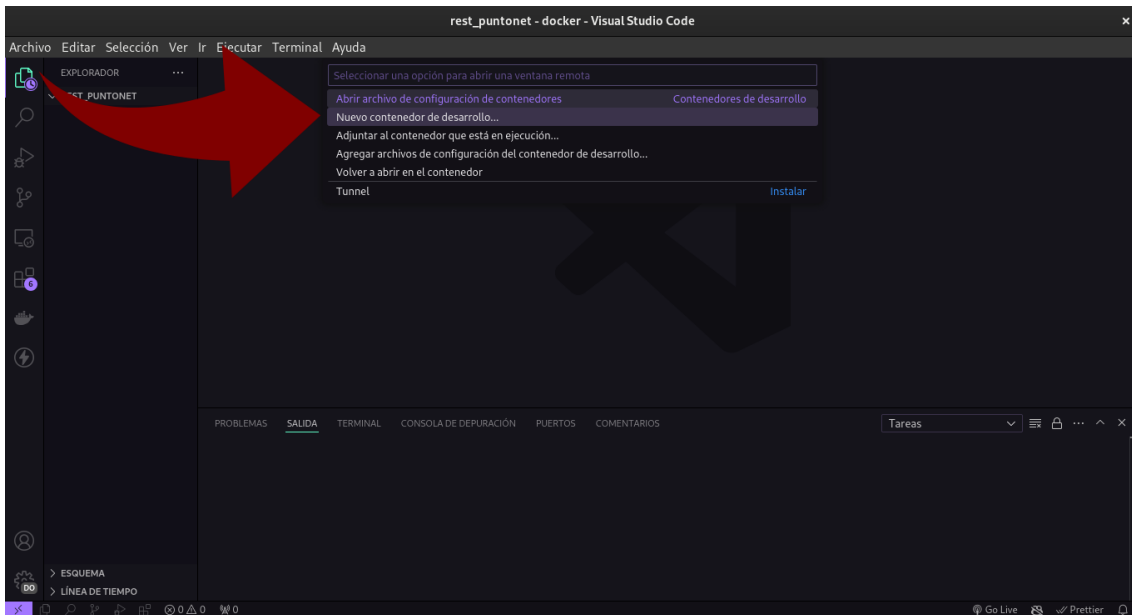 rest_puntonet - docker - Visual Studio Code
Archivo Editar Selección Ver Ir Ejecutar Terminal Ayuda
EXPLORADOR
Seleccionar una opción para abrir una ventana remota
Abrir archivo de configuración de contenedores Contenedores de desarrollo
Nuevo contenedor de desarrollo...
Adjuntar al contenedor que está en ejecución...
Agregar archivos de configuración del contenedor de desarrollo...
Volver a abrir en el contenedor
Tunnel Instalar
REST_PUNTONET
6
PROBLEMAS SALIDA TERMINAL CONSOLA DE DEPURACIÓN PUERTOS COMENTARIOS Tareas
ESQUEMA
DO
LÍNEA DE TIEMPO
0 0 0 Go Live Prettier